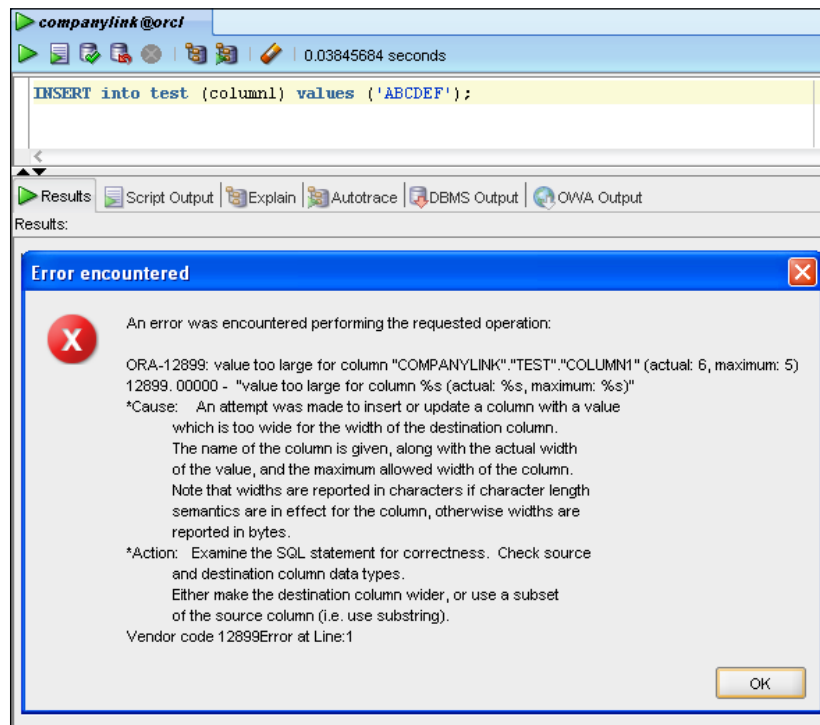 companylink@orcl
0.03845684 seconds
INSERT into test (column1) values ('ABCDEF');
Results Script Output Explain Autotrace DBMS Output OWA Output
Results:
Error encountered
An error was encountered performing the requested operation:
ORA-12899: value too large for column "COMPANYLINK"."TEST"."COLUMN1" (actual: 6, maximum: 5)
12899. 00000 - "value too large for column %s (actual: %s, maximum: %s)"
*Cause: An attempt was made to insert or update a column with a value
which is too wide for the width of the destination column.
The name of the column is given, along with the actual width
of the value, and the maximum allowed width of the column.
Note that widths are reported in characters if character length
semantics are in effect for the column, otherwise widths are
reported in bytes.
*Action: Examine the SQL statement for correctness. Check source
and destination column data types.
Either make the destination column wider, or use a subset
of the source column (i.e. use substring).
Vendor code 12899Error at Line:1
OK